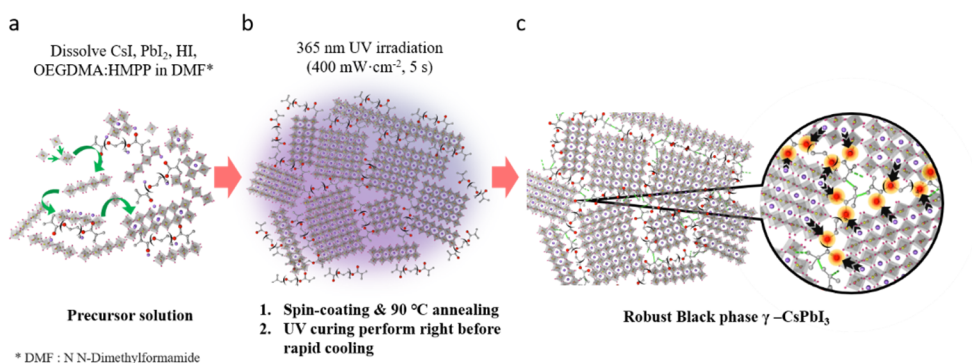 a
Dissolve CsI, PbI₂, HI,
OEGDMA:HMPP in DMF*
Precursor solution
* DMF : N N-Dimethylformamide
b
365 nm UV irradiation
(400 mW·cm⁻², 5 s)
1. Spin-coating & 90 ℃ annealing
2. UV curing perform right before
rapid cooling
c
Robust Black phase γ –CsPbI₃